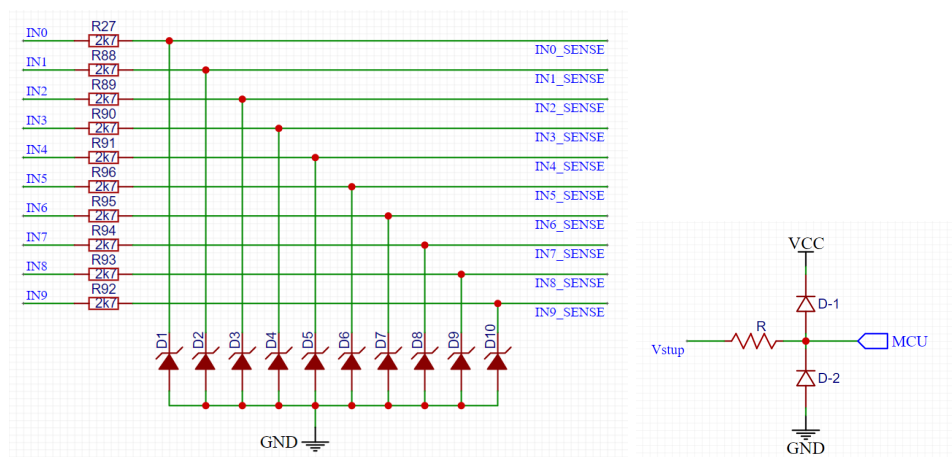 IN0 R27 2k7 IN0_SENSE
IN1 R88 2k7 IN1_SENSE
IN2 R89 2k7 IN2_SENSE
IN3 R90 2k7 IN3_SENSE
IN4 R91 2k7 IN4_SENSE
IN5 R96 2k7 IN5_SENSE
IN6 R95 2k7 IN6_SENSE
IN7 R94 2k7 IN7_SENSE
IN8 R93 2k7 IN8_SENSE
IN9 R92 2k7 IN9_SENSE
D1 D2 D3 D4 D5 D6 D7 D8 D9 D10
GND
VCC
D-1
Vstup R MCU
D-2
GND